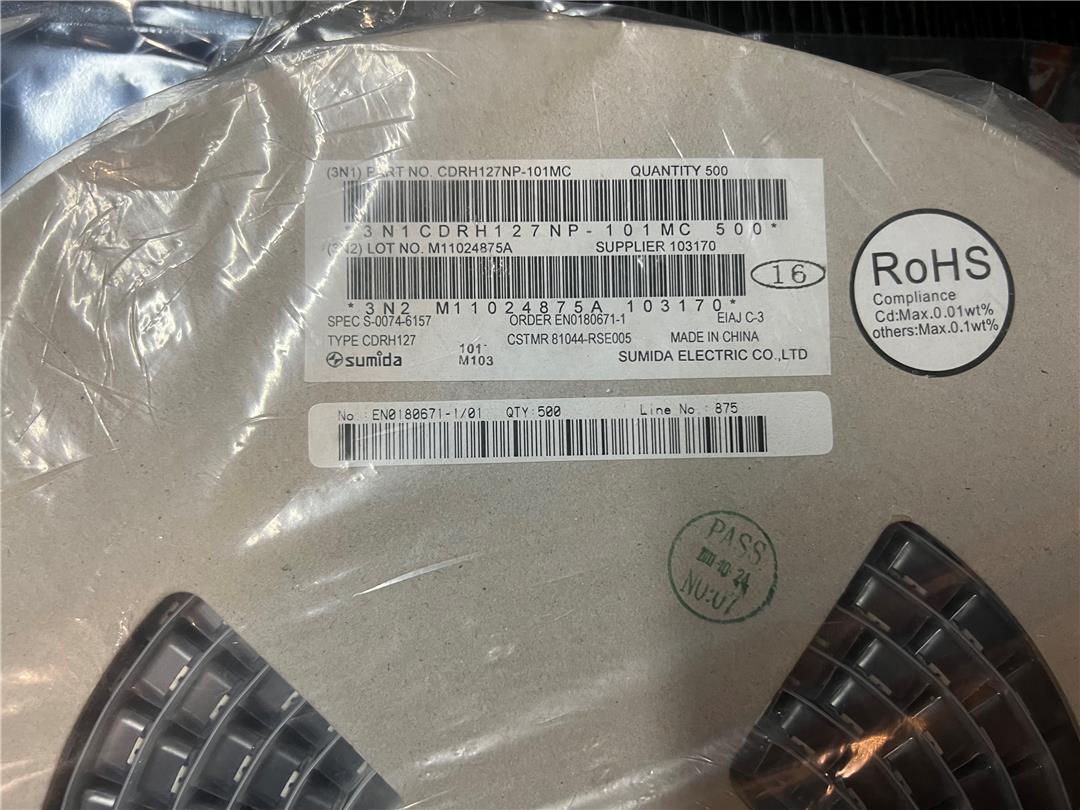 (3N1) PART NO. CDRH127NP-101MC QUANTITY 500
*3N1CDRH127NP-101MC 500*
(3N2) LOT NO. M11024875A SUPPLIER 103170
16
*3N2 M11024875A 103170*
SPEC S-0074-6157 ORDER EN0180671-1 EIAJ C-3
TYPE CDRH127 CSTMR 81044-RSE005 MADE IN CHINA
sumida 101 M103 SUMIDA ELECTRIC CO.,LTD
RoHS
Compliance
Cd:Max.0.01wt%
others:Max.0.1wt%
No : EN0180671-1/01 QTY:500 Line No.: 875
PASS
10-24
NO:07